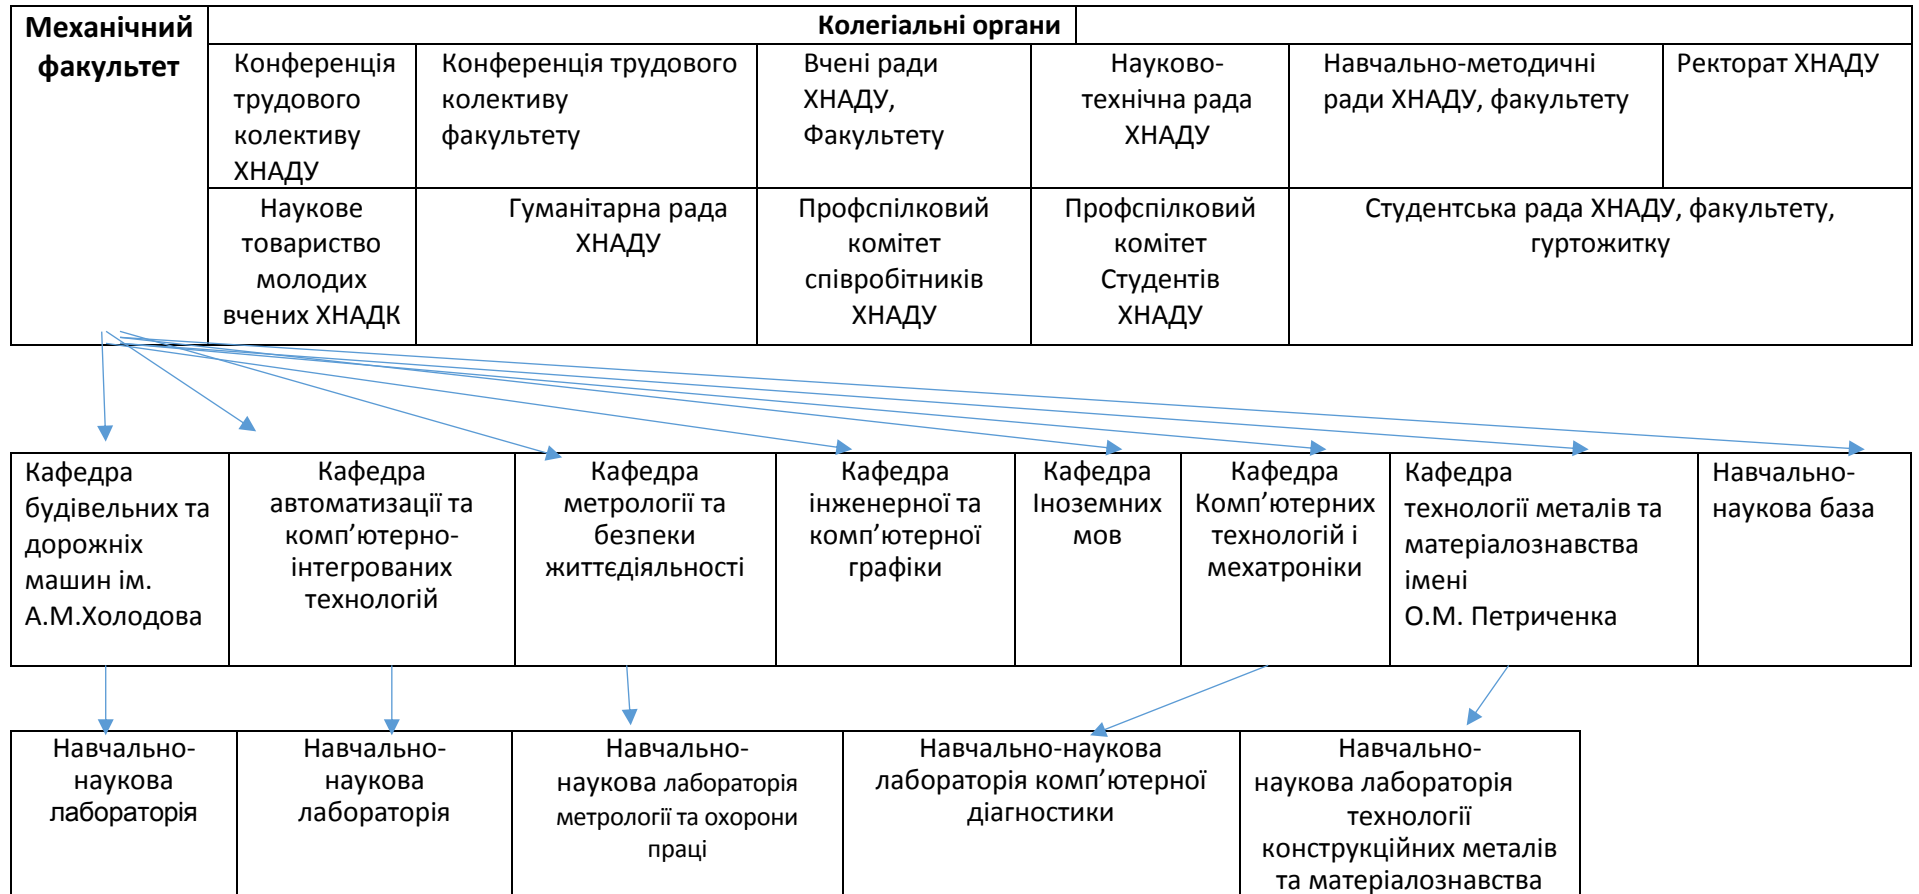 Механічний
факультет
Колегіальні органи
Конференція
трудового
колективу
ХНАДУ
Конференція трудового
колективу
факультету
Вчені ради
ХНАДУ,
Факультету
Науково-
технічна рада
ХНАДУ
Навчально-методичні
ради ХНАДУ, факультету
Ректорат ХНАДУ
Наукове
товариство
молодих
вчених ХНАДК
Гуманітарна рада
ХНАДУ
Профспілковий
комітет
співробітників
ХНАДУ
Профспілковий
комітет
Студентів
ХНАДУ
Студентська рада ХНАДУ, факультету,
гуртожитку
Кафедра
будівельних та
дорожніх
машин ім.
А.М.Холодова
Кафедра
автоматизації та
комп’ютерно-
інтегрованих
технологій
Кафедра
метрології та
безпеки
життєдіяльності
Кафедра
інженерної та
комп’ютерної
графіки
Кафедра
Іноземних
мов
Кафедра
Комп’ютерних
технологій і
мехатроніки
Кафедра
технології металів та
матеріалознавства
імені
О.М. Петриченка
Навчально-
наукова база
Навчально-
наукова
лабораторія
Навчально-
наукова
лабораторія
Навчально-
наукова лабораторія
метрології та охорони
праці
Навчально-наукова
лабораторія комп’ютерної
діагностики
Навчально-
наукова лабораторія
технології
конструкційних металів
та матеріалознавства